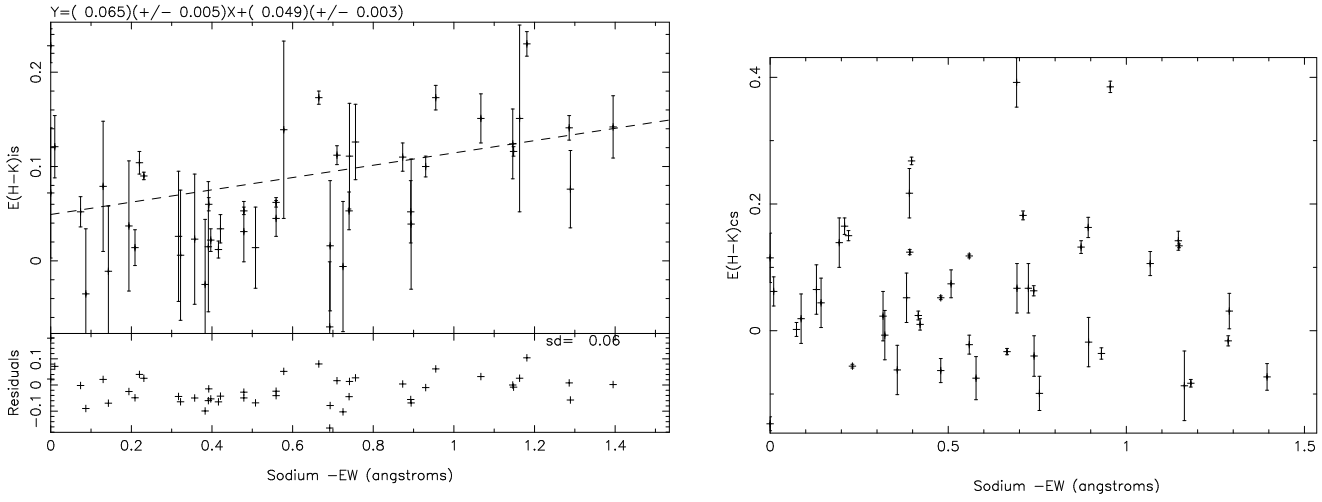 Y=( 0.065)(+/− 0.005)X+( 0.049)(+/− 0.003)
E(H−K)is
0.2
0.1
0
sd= 0.06
Residuals
0.1
0
−0.1
0 0.2 0.4 0.6 0.8 1 1.2 1.4
Sodium −EW (angstroms)
E(H−K)cs
0.4
0.2
0
0 0.5 1 1.5
Sodium −EW (angstroms)